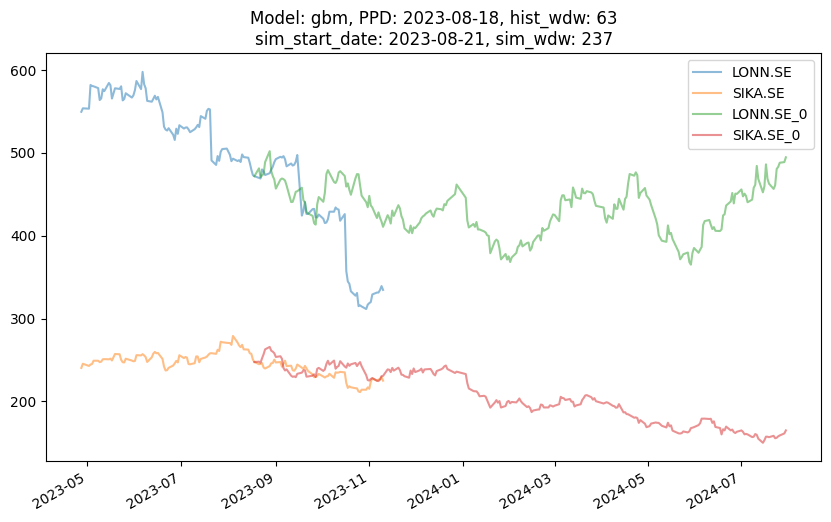 Model: gbm, PPD: 2023-08-18, hist_wdw: 63
sim_start_date: 2023-08-21, sim_wdw: 237
LONN.SE
SIKA.SE
LONN.SE_0
SIKA.SE_0
600
500
400
300
200
2023-05
2023-07
2023-09
2023-11
2024-01
2024-03
2024-05
2024-07